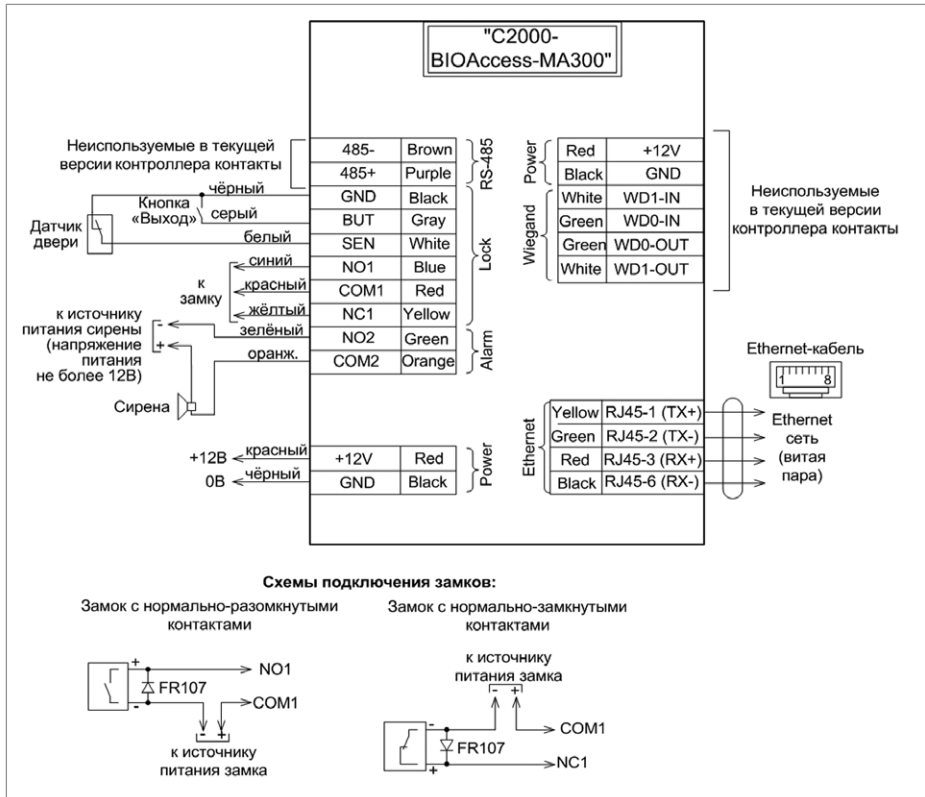 "С2000-
BIOAccess-MA300"
Неиспользуемые в текущей
версии контроллера контакты
485- Brown
485+ Purple
RS-485
GND Black
BUT Gray
SEN White
NO1 Blue
COM1 Red
NC1 Yellow
Lock
NO2 Green
COM2 Orange
Alarm
чёрный
Кнопка
«Выход»
серый
Датчик
двери
белый
синий
к
замку
красный
жёлтый
зелёный
к источнику
питания сирены
(напряжение
питания
не более 12В)
-
+
оранж.
Сирена
+12В
красный
+12V Red
0В
чёрный
GND Black
Power
Power
Red +12V
Black GND
Wiegand
White WD1-IN
Green WD0-IN
Green WD0-OUT
White WD1-OUT
Неиспользуемые
в текущей версии
контроллера контакты
Ethernet-кабель
1 8
Ethernet
Yellow RJ45-1 (TX+)
Green RJ45-2 (TX-)
Red RJ45-3 (RX+)
Black RJ45-6 (RX-)
Ethernet
сеть
(витая
пара)
Схемы подключения замков:
Замок с нормально-разомкнутыми
контактами
+
NO1
FR107
-
COM1
- +
к источнику
питания замка
Замок с нормально-замкнутыми
контактами
к источнику
питания замка
- +
-
COM1
FR107
+
NC1